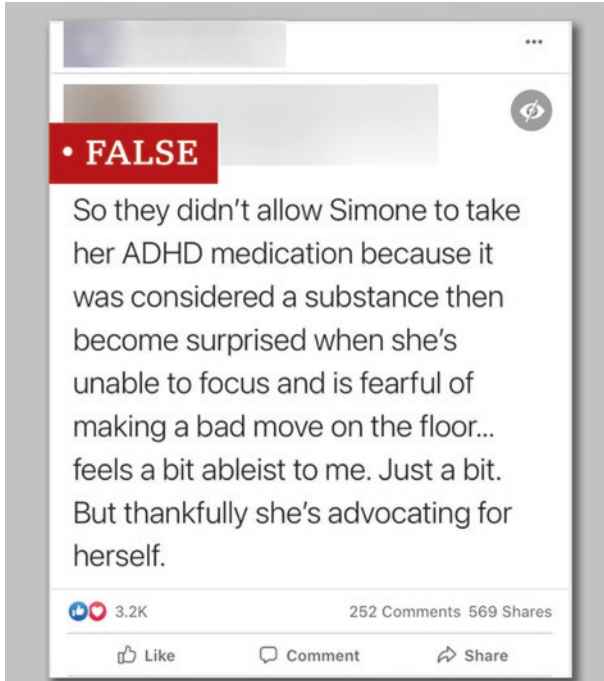 • FALSE
So they didn’t allow Simone to take
her ADHD medication because it
was considered a substance then
become surprised when she’s
unable to focus and is fearful of
making a bad move on the floor...
feels a bit ableist to me. Just a bit.
But thankfully she’s advocating for
herself.
3.2K 252 Comments 569 Shares
Like Comment Share